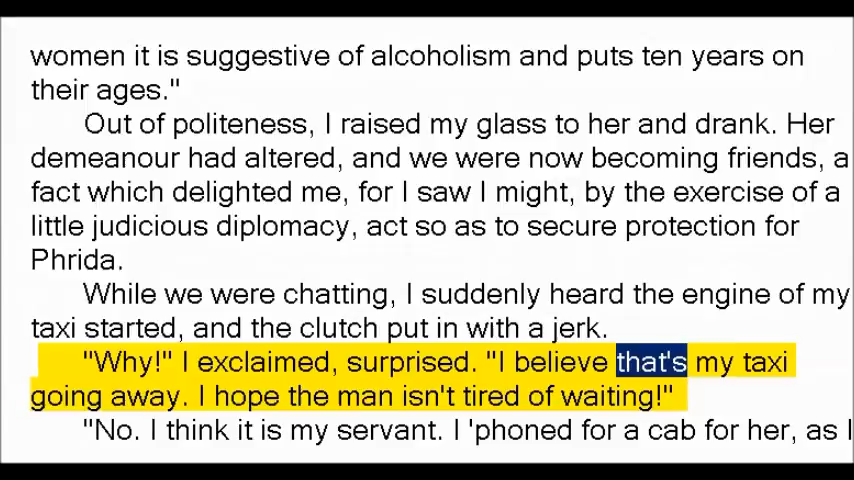 women it is suggestive of alcoholism and puts ten years on
their ages."
Out of politeness, I raised my glass to her and drank. Her
demeanour had altered, and we were now becoming friends, a
fact which delighted me, for I saw I might, by the exercise of a
little judicious diplomacy, act so as to secure protection for
Phrida.
While we were chatting, I suddenly heard the engine of my
taxi started, and the clutch put in with a jerk.
"Why!" I exclaimed, surprised. "I believe that's my taxi
going away. I hope the man isn't tired of waiting!"
"No. I think it is my servant. I 'phoned for a cab for her, as I